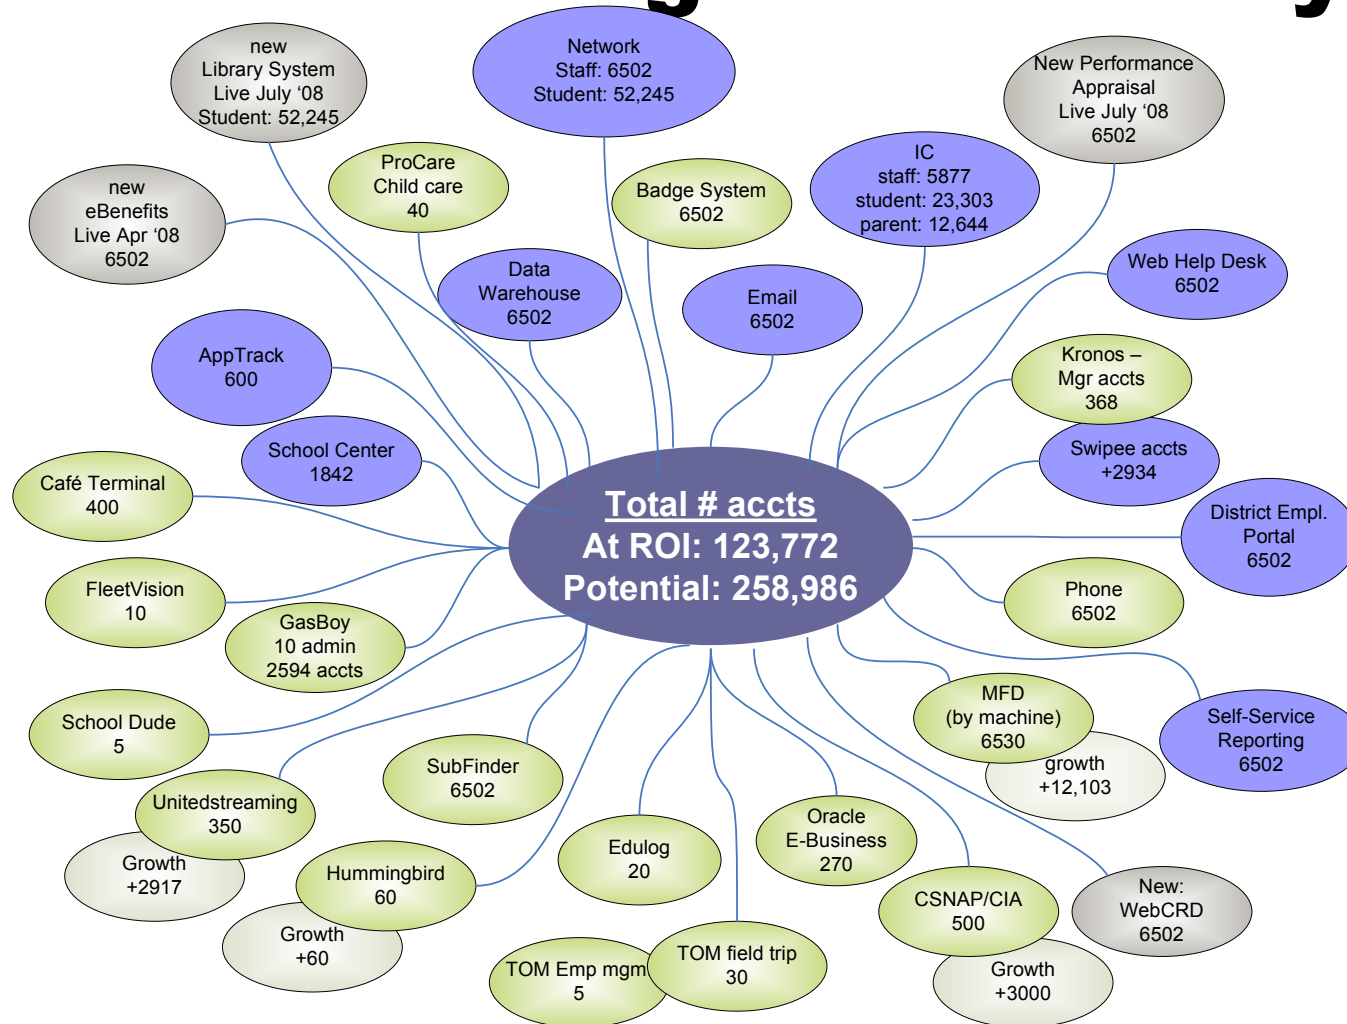 new
Library System
Live July ‘08
Student: 52,245
Network
Staff: 6502
Student: 52,245
New Performance
Appraisal
Live July ‘08
6502
ProCare
Child care
40
Badge System
6502
IC
staff: 5877
student: 23,303
parent: 12,644
new
eBenefits
Live Apr ‘08
6502
Data
Warehouse
6502
Email
6502
Web Help Desk
6502
AppTrack
600
Kronos –
Mgr accts
368
School Center
1842
Swipee accts
+2934
Café Terminal
400
Total # accts
At ROI: 123,772
Potential: 258,986
District Empl.
Portal
6502
FleetVision
10
GasBoy
10 admin
2594 accts
Phone
6502
School Dude
5
MFD
(by machine)
6530
growth
+12,103
Self-Service
Reporting
6502
SubFinder
6502
Unitedstreaming
350
Growth
+2917
Edulog
20
Oracle
E-Business
270
Hummingbird
60
Growth
+60
CSNAP/CIA
500
Growth
+3000
New:
WebCRD
6502
TOM Emp mgm
5
TOM field trip
30